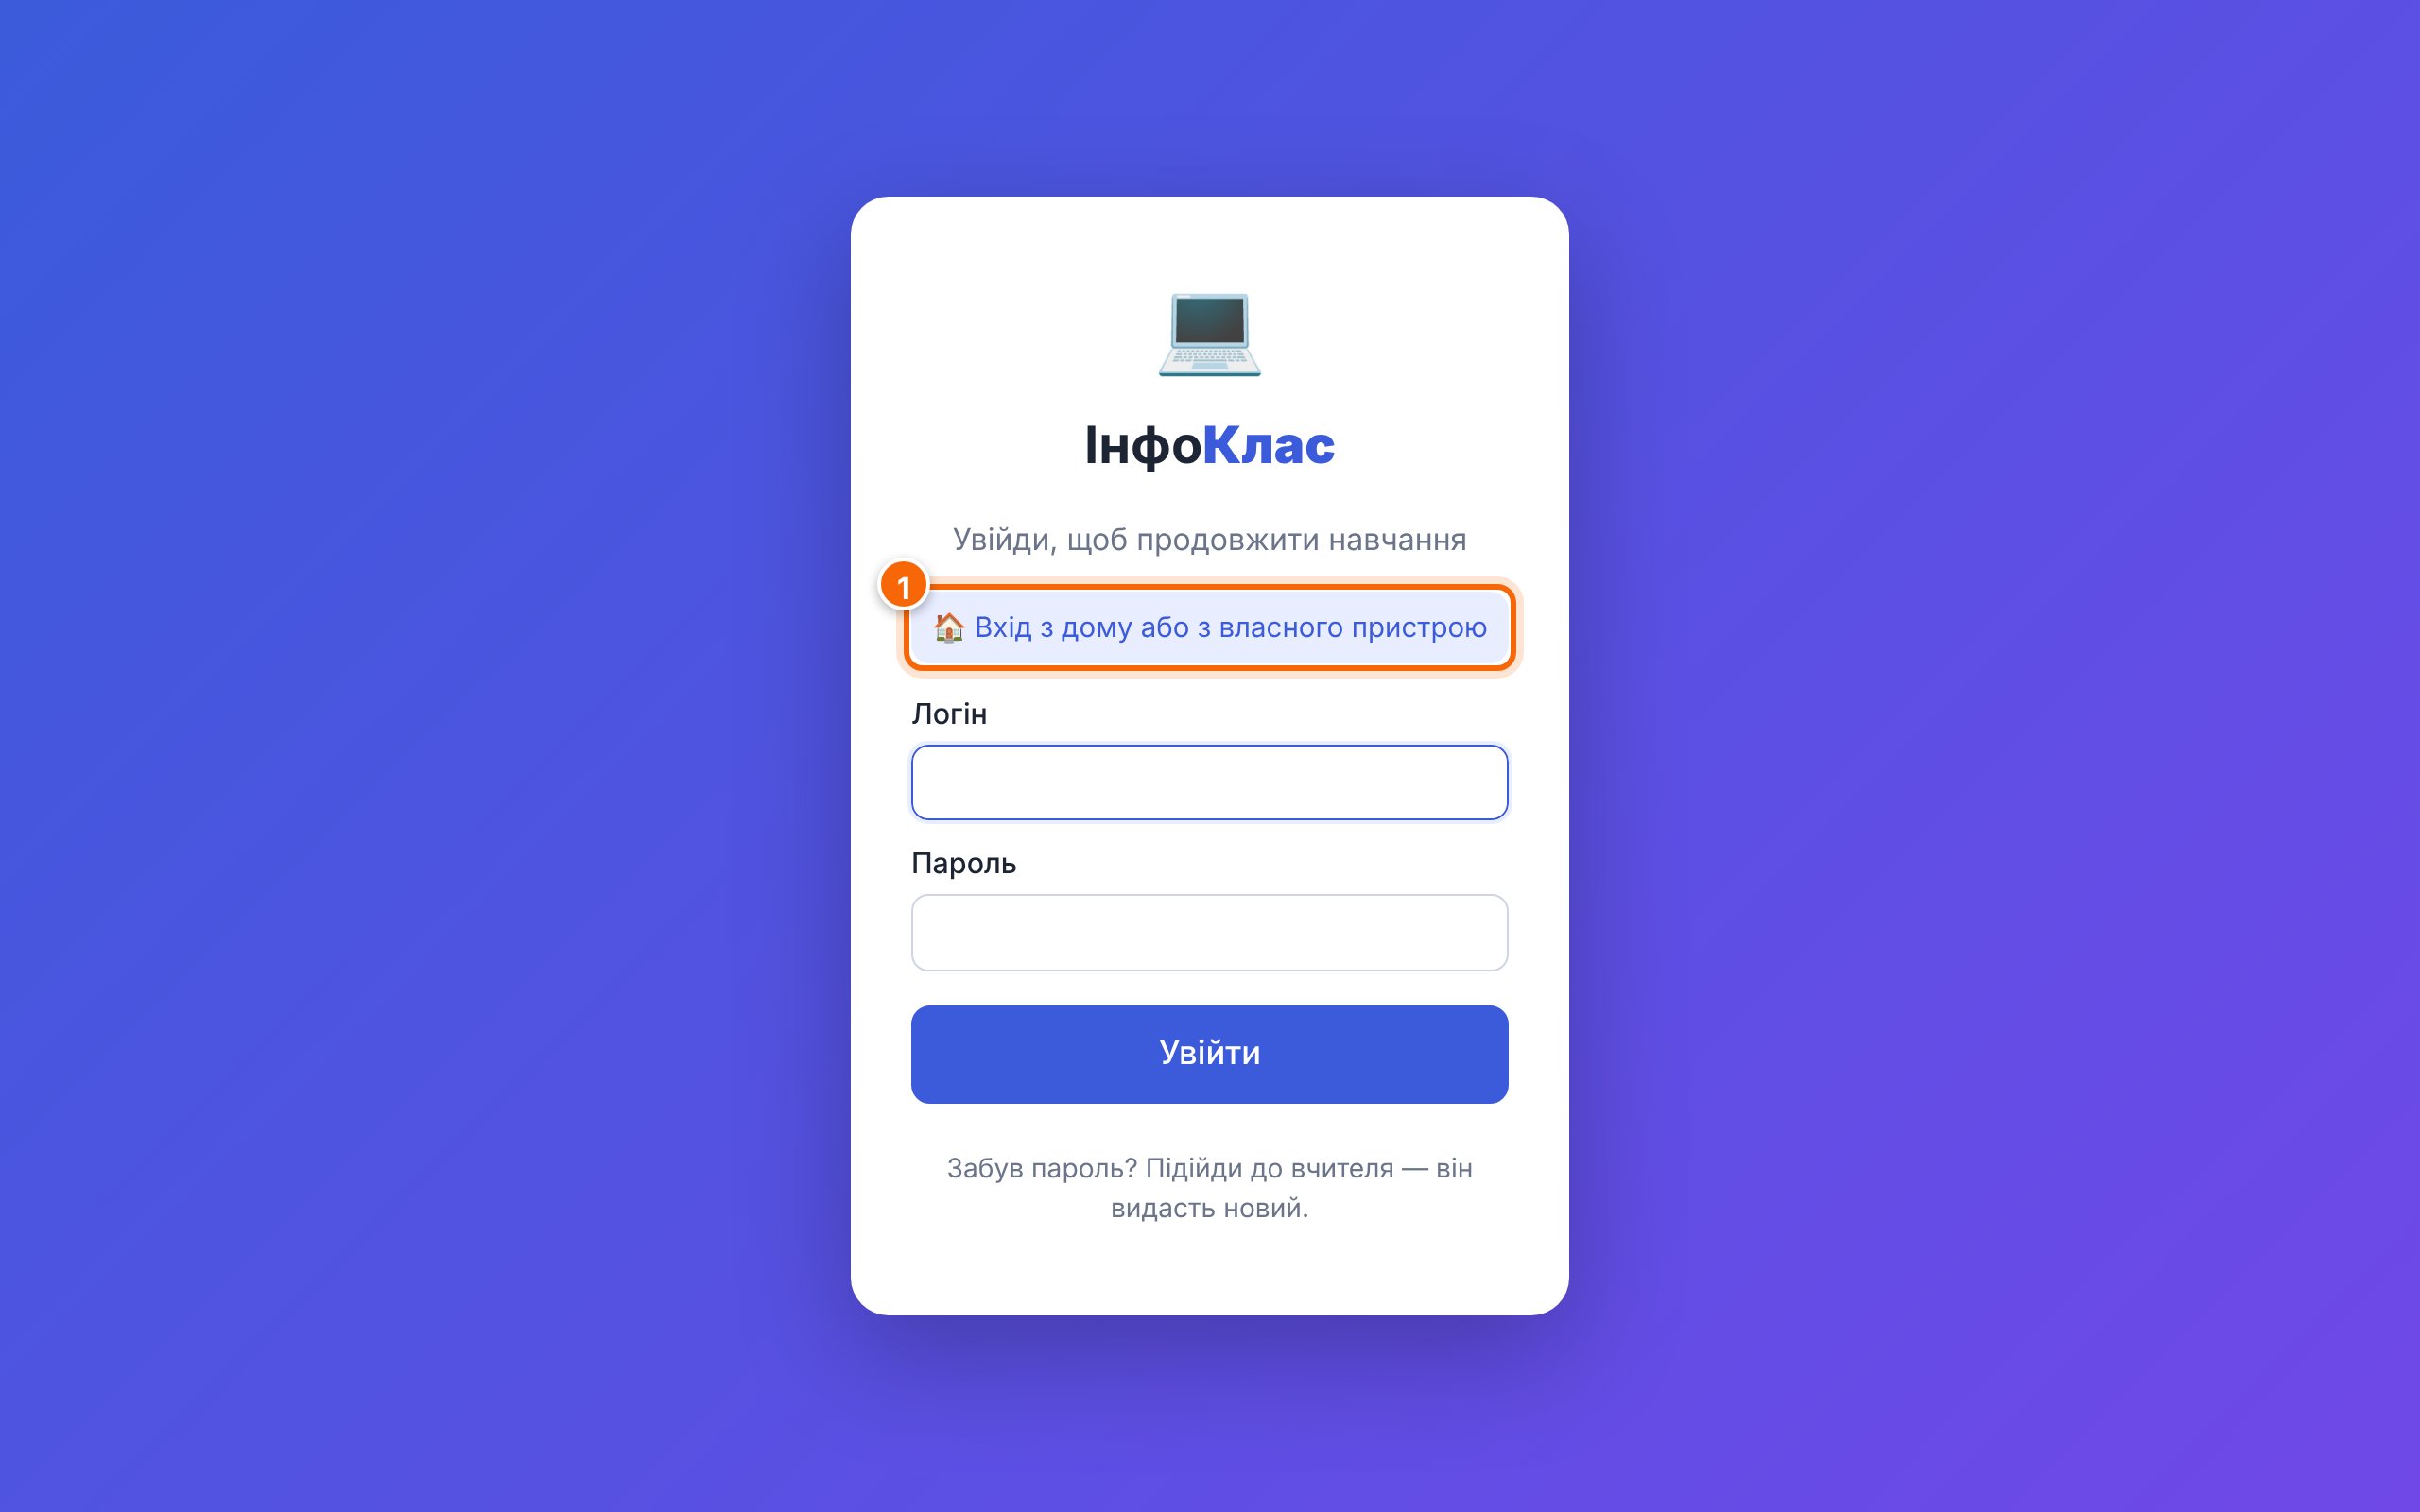 ІнфоКлас
Увійди, щоб продовжити навчання
1
🏠 Вхід з дому або з власного пристрою
Логін
Пароль
Увійти
Забув пароль? Підійди до вчителя — він
видасть новий.